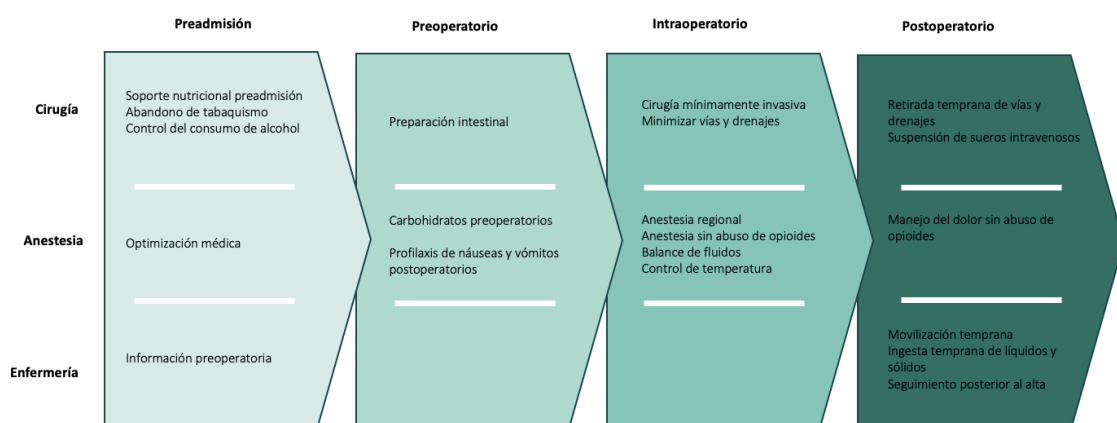 Preadmisión
Preoperatorio
Intraoperatorio
Postoperatorio
Cirugía
Soporte nutricional preadmisión
Abandono de tabaquismo
Control del consumo de alcohol
Preparación intestinal
Cirugía mínimamente invasiva
Minimizar vías y drenajes
Retirada temprana de vías y
drenajes
Suspensión de sueros intravenosos
Anestesia
Optimización médica
Carbohidratos preoperatorios
Profilaxis de náuseas y vómitos
postoperatorios
Anestesia regional
Anestesia sin abuso de opioides
Balance de fluidos
Control de temperatura
Manejo del dolor sin abuso de
opioides
Enfermería
Información preoperatoria
Movilización temprana
Ingesta temprana de líquidos y
sólidos
Seguimiento posterior al alta